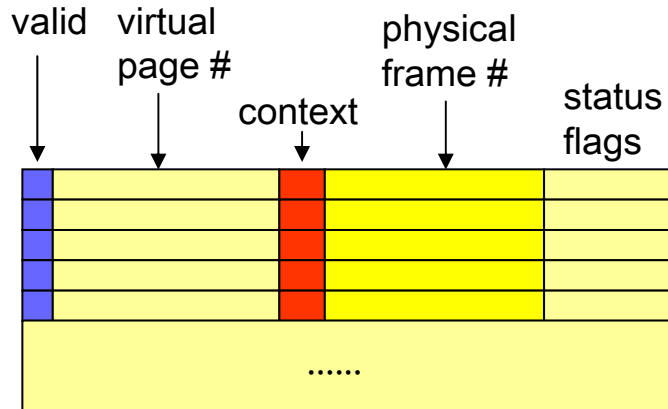 valid
virtual
page #
context
physical
frame #
status
flags
......